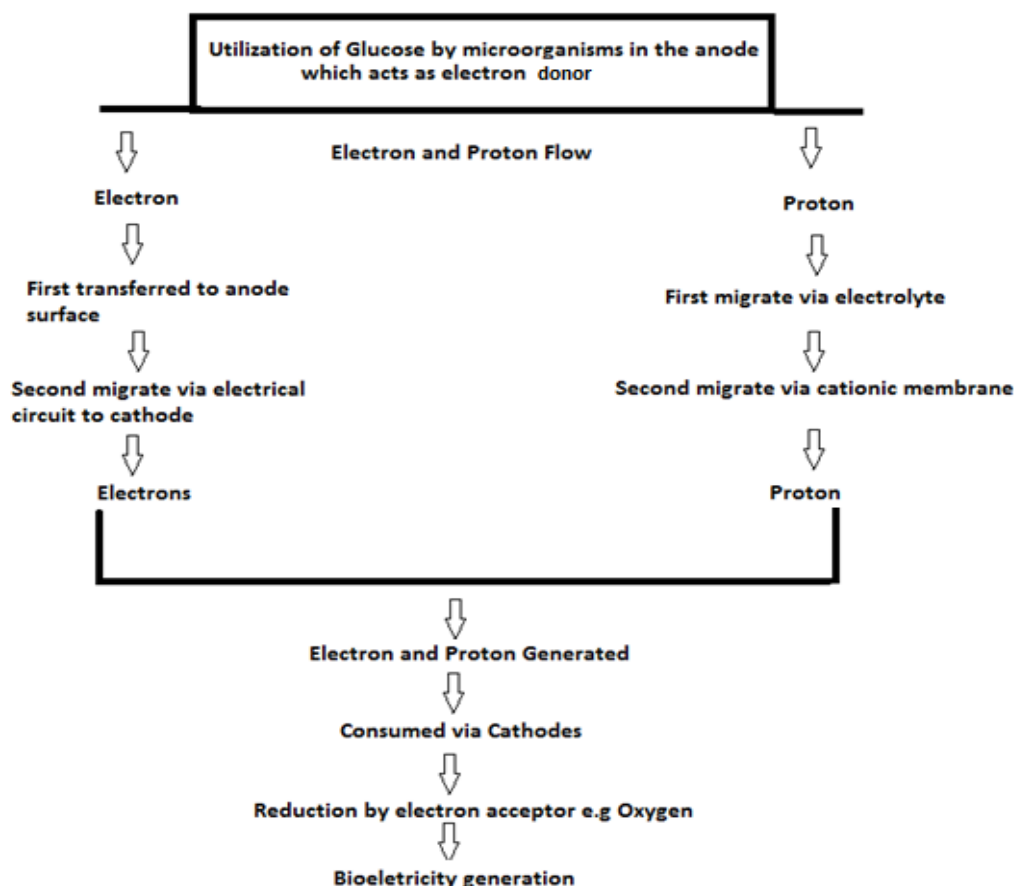 Utilization of Glucose by microorganisms in the anode
which acts as electron donor
Electron and Proton Flow
Electron
Proton
First transferred to anode
surface
First migrate via electrolyte
Second migrate via electrical
circuit to cathode
Second migrate via cationic membrane
Electrons
Proton
Electron and Proton Generated
Consumed via Cathodes
Reduction by electron acceptor e.g Oxygen
Bioeletricity generation